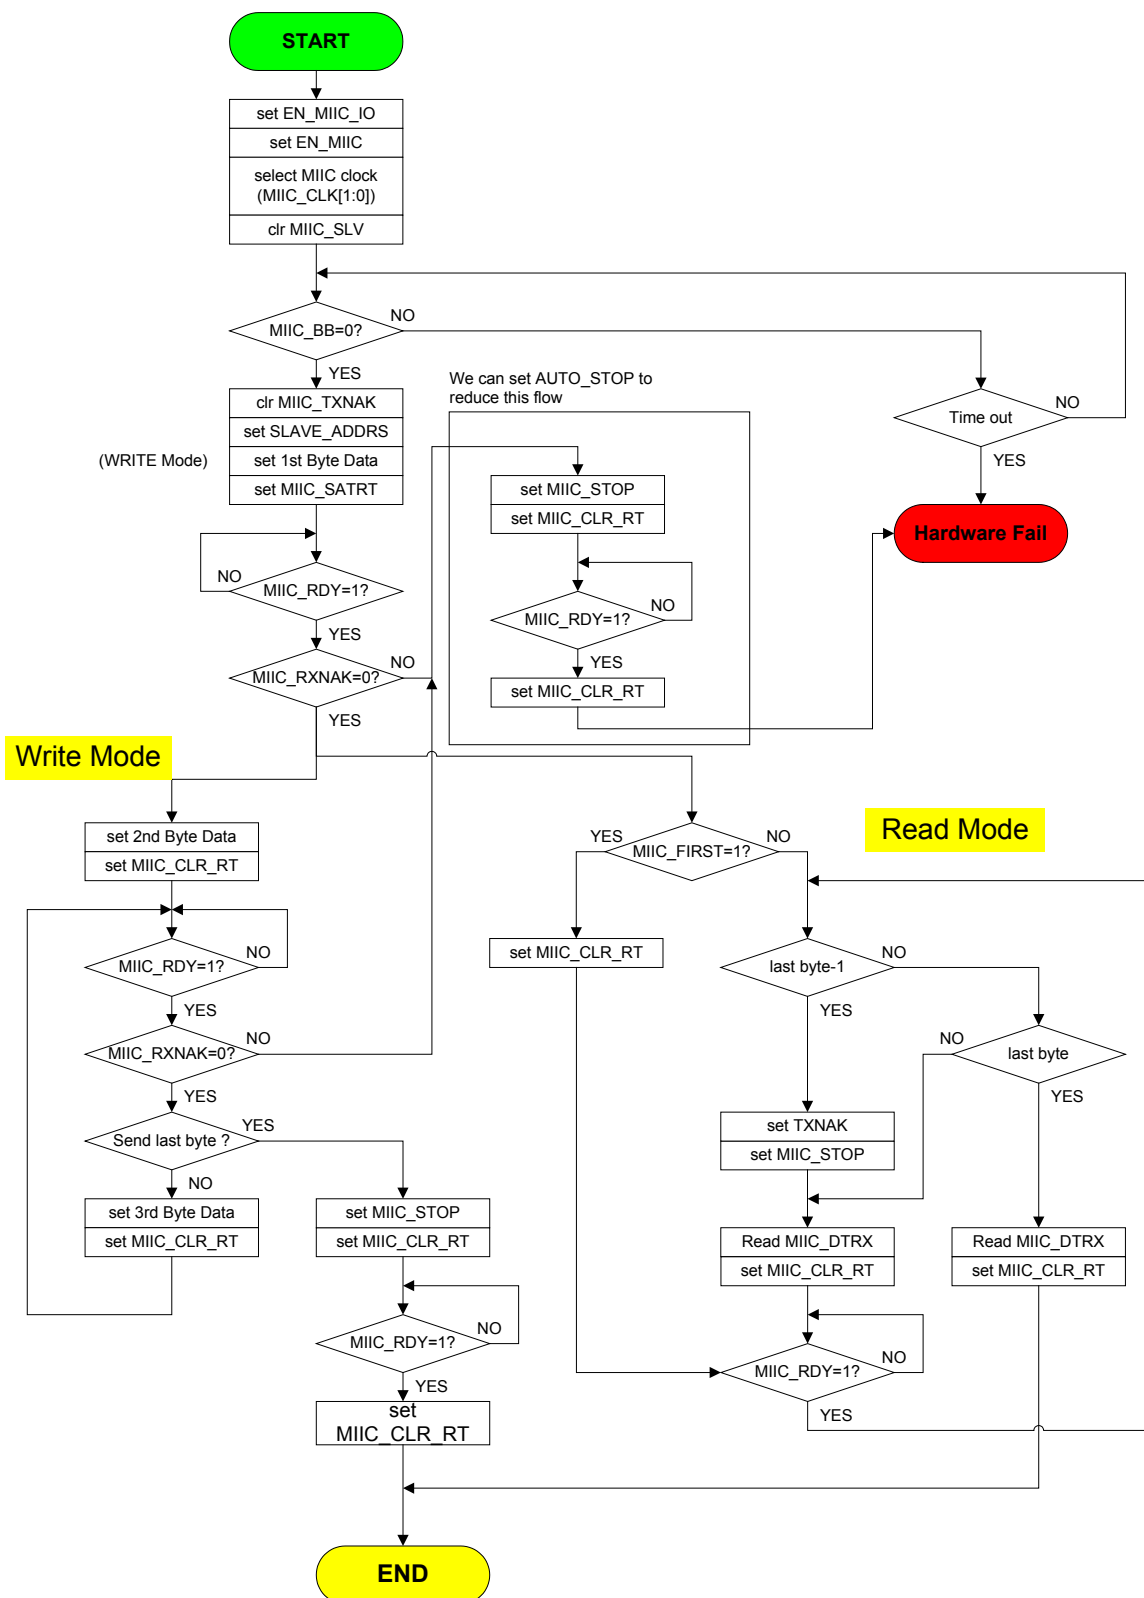 START
set EN_MIIC_IO
set EN_MIIC
select MIIC clock
(MIIC_CLK[1:0])
clr MIIC_SLV
MIIC_BB=0?
NO
YES
Time out
NO
YES
Hardware Fail
(WRITE Mode)
clr MIIC_TXNAK
set SLAVE_ADDRS
set 1st Byte Data
set MIIC_SATRT
We can set AUTO_STOP to
reduce this flow
set MIIC_STOP
set MIIC_CLR_RT
MIIC_RDY=1?
NO
YES
set MIIC_CLR_RT
NO
MIIC_RDY=1?
YES
MIIC_RXNAK=0?
NO
YES
Write Mode
set 2nd Byte Data
set MIIC_CLR_RT
MIIC_RDY=1?
NO
YES
MIIC_RXNAK=0?
NO
YES
Send last byte ?
YES
NO
set 3rd Byte Data
set MIIC_CLR_RT
set MIIC_STOP
set MIIC_CLR_RT
MIIC_RDY=1?
NO
YES
set
MIIC_CLR_RT
Read Mode
YES
MIIC_FIRST=1?
NO
set MIIC_CLR_RT
last byte-1
NO
YES
NO
last byte
YES
set TXNAK
set MIIC_STOP
Read MIIC_DTRX
set MIIC_CLR_RT
Read MIIC_DTRX
set MIIC_CLR_RT
MIIC_RDY=1?
NO
YES
END